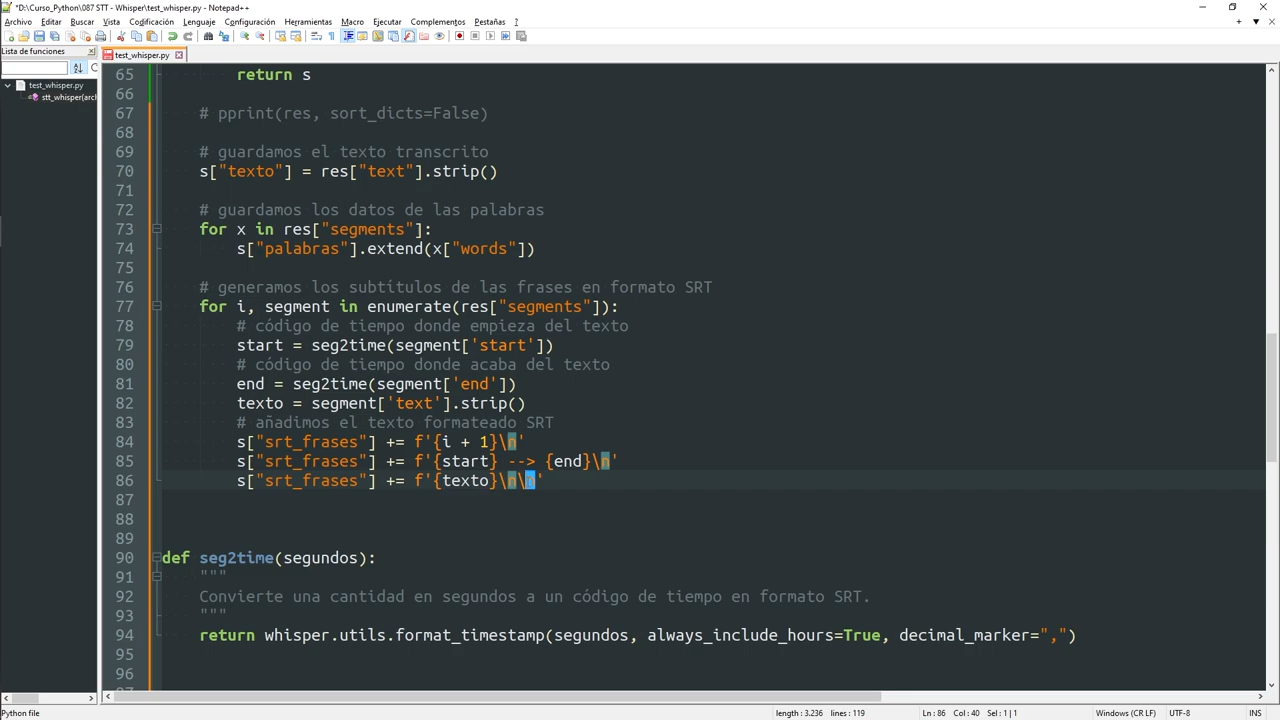 *D:\Curso_Python\087 STT - Whisper\test_whisper.py - Notepad++
Archivo Editar Buscar Vista Codificación Lenguaje Configuración Herramientas Macro Ejecutar Complementos Pestañas ?
Lista de funciones
test_whisper.py
test_whisper.py
stt_whisper(arc
65 return s
66
67 # pprint(res, sort_dicts=False)
68
69 # guardamos el texto transcrito
70 s["texto"] = res["text"].strip()
71
72 # guardamos los datos de las palabras
73 for x in res["segments"]:
74 s["palabras"].extend(x["words"])
75
76 # generamos los subtítulos de las frases en formato SRT
77 for i, segment in enumerate(res["segments"]):
78 # código de tiempo donde empieza del texto
79 start = seg2time(segment['start'])
80 # código de tiempo donde acaba del texto
81 end = seg2time(segment['end'])
82 texto = segment['text'].strip()
83 # añadimos el texto formateado SRT
84 s["srt_frases"] += f'{i + 1}\n'
85 s["srt_frases"] += f'{start} --> {end}\n'
86 s["srt_frases"] += f'{texto}\n\n'
87
88
89
90 def seg2time(segundos):
91 """
92 Convierte una cantidad en segundos a un código de tiempo en formato SRT.
93 """
94 return whisper.utils.format_timestamp(segundos, always_include_hours=True, decimal_marker=",")
95
96
Python file length : 3.236 lines : 119 Ln : 86 Col : 40 Sel : 1 | 1 Windows (CR LF) UTF-8 INS